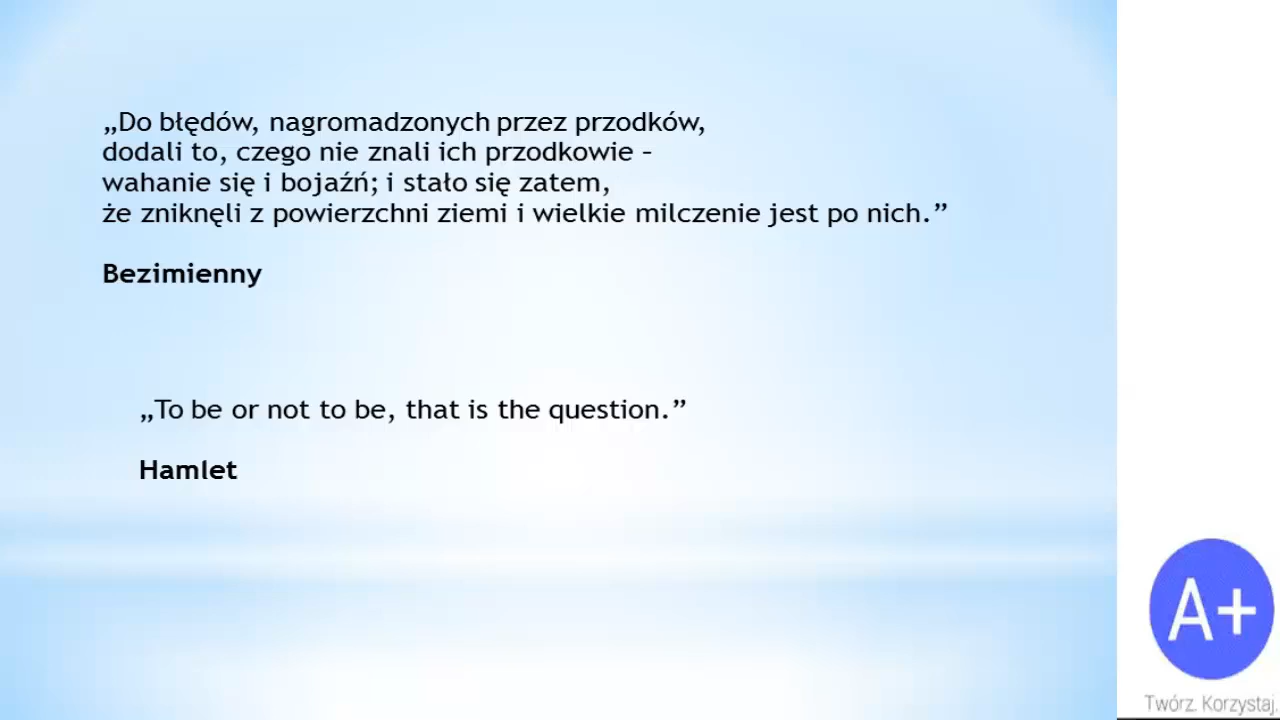 „Do błędów, nagromadzonych przez przodków,
dodali to, czego nie znali ich przodkowie –
wahanie się i bojaźń; i stało się zatem,
że zniknęli z powierzchni ziemi i wielkie milczenie jest po nich.”
Bezimienny
„To be or not to be, that is the question.”
Hamlet
A+
Twórz. Korzystaj.